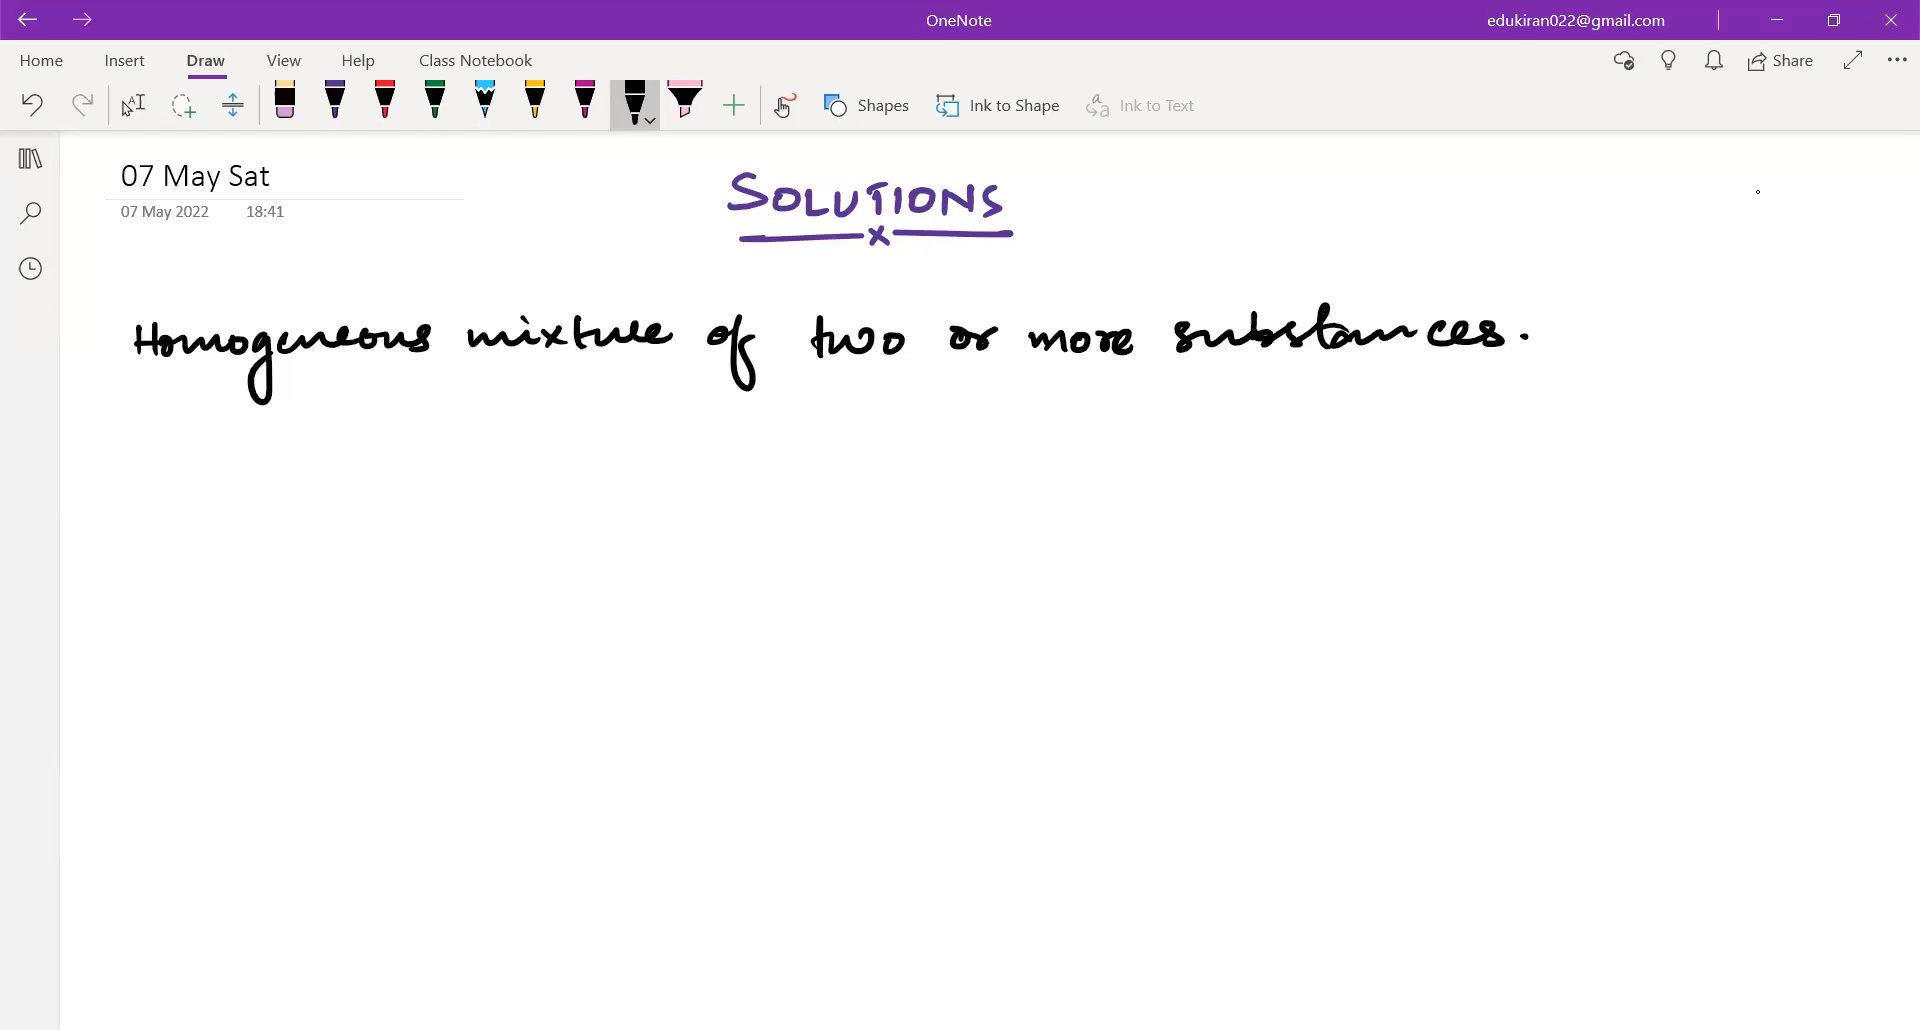 OneNote
edukiran022@gmail.com
Home Insert Draw View Help Class Notebook Share
Shapes Ink to Shape Ink to Text
07 May Sat
07 May 2022 18:41
SOLUTIONS
Homogeneous mixture of two or more substances.